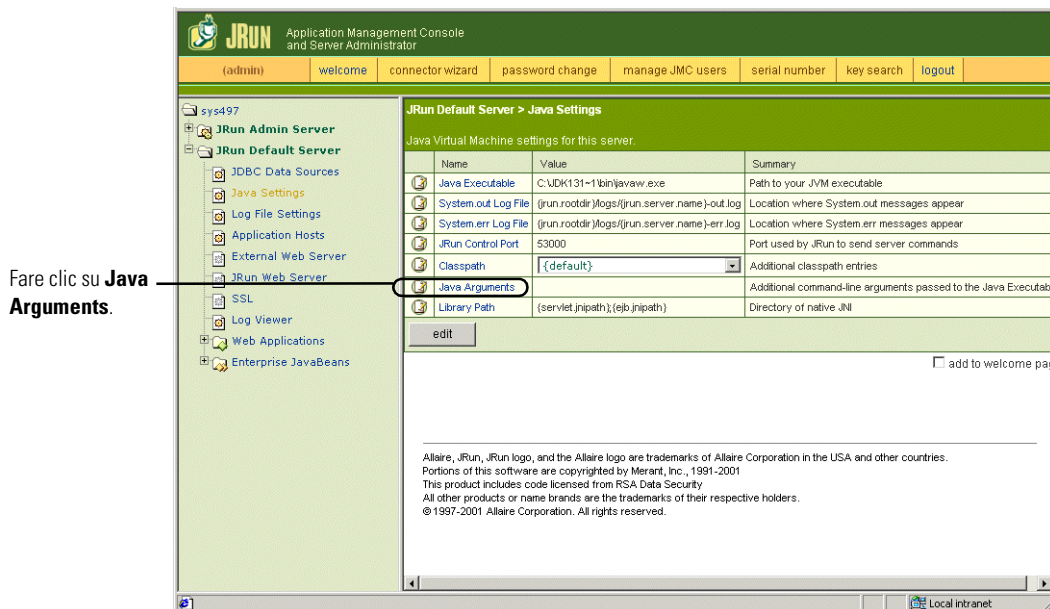 JRUN
Application Management Console
and Server Administrator
(admin) welcome connector wizard password change manage JMC users serial number key search logout
sys497
JRun Admin Server
JRun Default Server
JDBC Data Sources
Java Settings
Log File Settings
Application Hosts
External Web Server
JRun Web Server
SSL
Log Viewer
Web Applications
Enterprise JavaBeans
Fare clic su Java
Arguments.
JRun Default Server > Java Settings
Java Virtual Machine settings for this server.
Name Value Summary
Java Executable C:\JDK131~1\bin\javaw.exe Path to your JVM executable
System.out Log File {jrun.rootdir}/logs/{jrun.server.name}-out.log Location where System.out messages appear
System.err Log File {jrun.rootdir}/logs/{jrun.server.name}-err.log Location where System.err messages appear
JRun Control Port 53000 Port used by JRun to send server commands
Classpath {default} Additional classpath entries
Java Arguments Additional command-line arguments passed to the Java Executab
Library Path {servlet.jnipath};{ejb.jnipath} Directory of native JNI
edit
add to welcome pag
Allaire, JRun, JRun logo, and the Allaire logo are trademarks of Allaire Corporation in the USA and other countries.
Portions of this software are copyrighted by Merant, Inc., 1991-2001
This product includes code licensed from RSA Data Security
All other products or name brands are the trademarks of their respective holders.
©1997-2001 Allaire Corporation. All rights reserved.
Local intranet